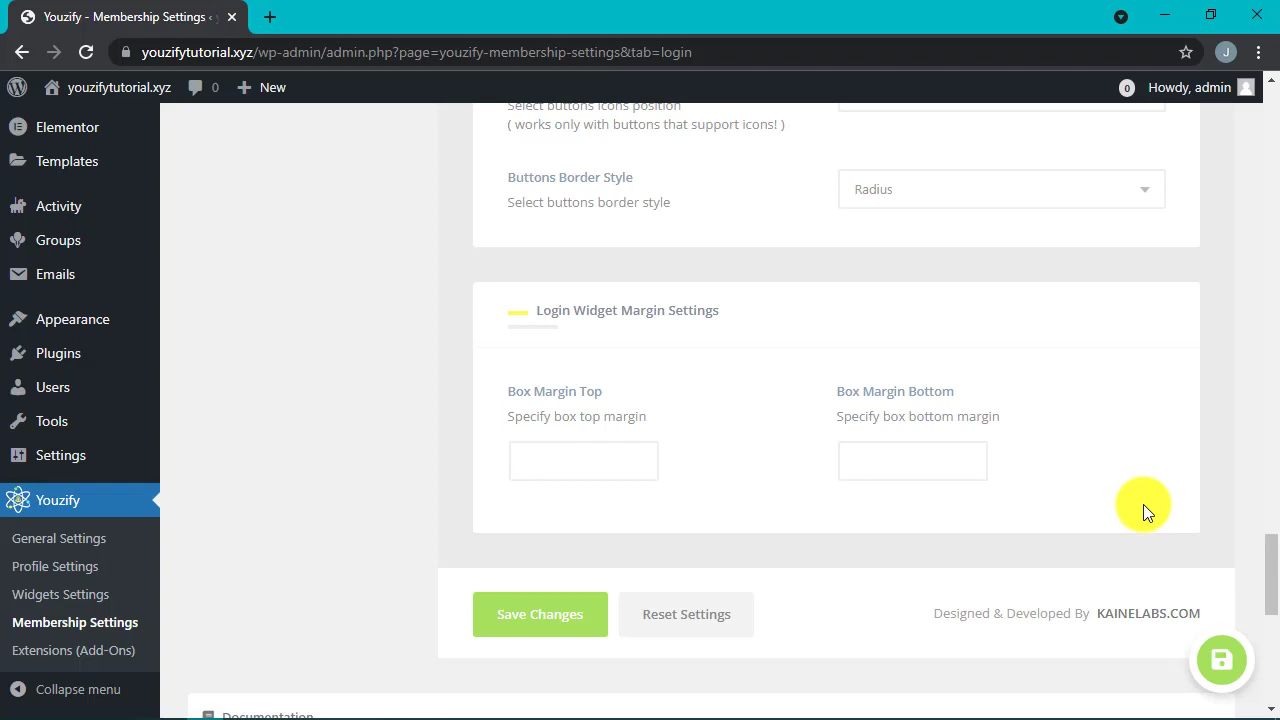 Youzify - Membership Settings ‹
youzifytutorial.xyz/wp-admin/admin.php?page=youzify-membership-settings&tab=login
J
youzifytutorial.xyz
0
New
0
Howdy, admin
Elementor
Templates
Activity
Groups
Emails
Appearance
Plugins
Users
Tools
Settings
Youzify
General Settings
Profile Settings
Widgets Settings
Membership Settings
Extensions (Add-Ons)
Collapse menu
Select buttons icons position
( works only with buttons that support icons! )
Buttons Border Style
Select buttons border style
Radius
Login Widget Margin Settings
Box Margin Top
Specify box top margin
Box Margin Bottom
Specify box bottom margin
Save Changes
Reset Settings
Designed & Developed By KAINELABS.COM
Documentation